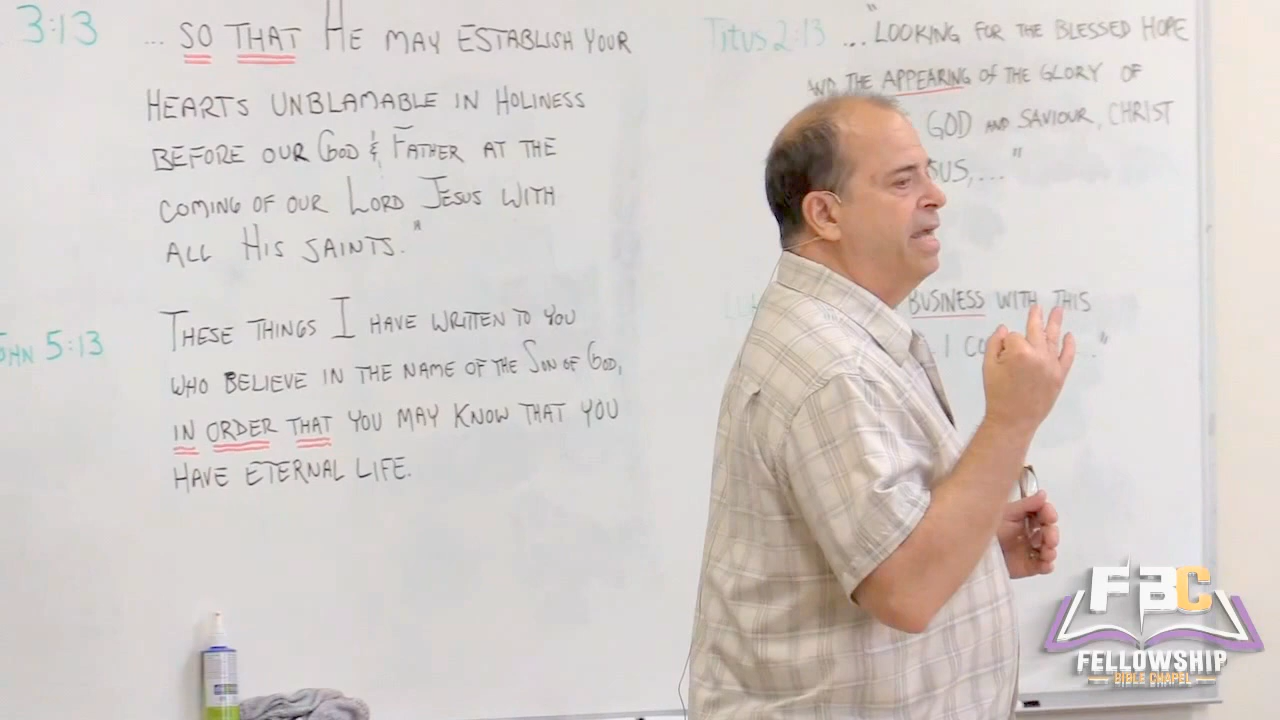 3:13
... SO THAT HE MAY ESTABLISH YOUR
HEARTS UNBLAMABLE IN HOLINESS
BEFORE OUR GOD & FATHER AT THE
COMING OF OUR LORD JESUS WITH
ALL HIS SAINTS."
5:13
THESE THINGS I HAVE WRITTEN TO YOU
WHO BELIEVE IN THE NAME OF THE SON OF GOD,
IN ORDER THAT YOU MAY KNOW THAT YOU
HAVE ETERNAL LIFE.
Titus 2:13 ..."LOOKING FOR THE BLESSED HOPE
AND THE APPEARING OF THE GLORY OF
GOD AND SAVIOUR, CHRIST
SUS,..."
BUSINESS WITH THIS
I
..."
FBC
FELLOWSHIP
BIBLE CHAPEL